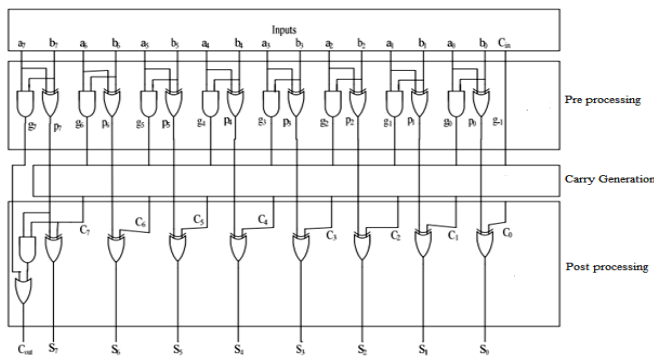 Inputs
a₇ b₇ a₆ b₆ a₅ b₅ a₄ b₄ a₃ b₃ a₂ b₂ a₁ b₁ a₀ b₀ Cᵢₙ
Pre processing
g₇ p₇ g₆ p₆ g₅ p₅ g₄ p₄ g₃ p₃ g₂ p₂ g₁ p₁ g₀ p₀ g₋₁
Carry Generation
C₇ C₆ C₅ C₄ C₃ C₂ C₁ C₀
Post processing
Cₒᵤₜ S₇ S₆ S₅ S₄ S₃ S₂ S₁ S₀